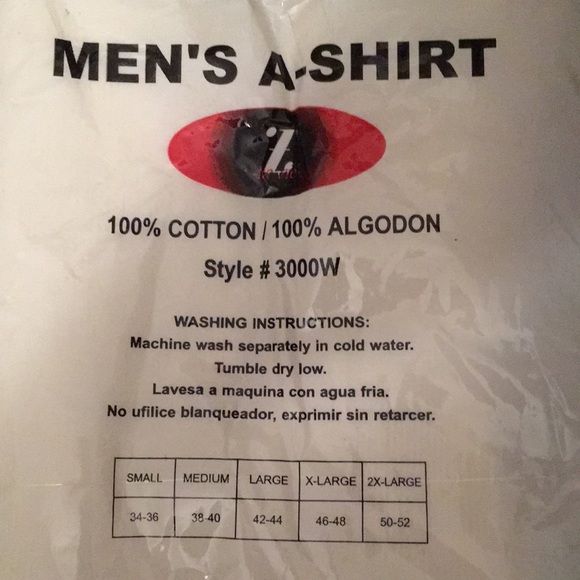 MEN'S A-SHIRT
Z
100% COTTON / 100% ALGODON
Style # 3000W
WASHING INSTRUCTIONS:
Machine wash separately in cold water.
Tumble dry low.
Lavesa a maquina con agua fria.
No ufilice blanqueador, exprimir sin retarcer.
SMALL MEDIUM LARGE X-LARGE 2X-LARGE
34-36 38-40 42-44 46-48 50-52